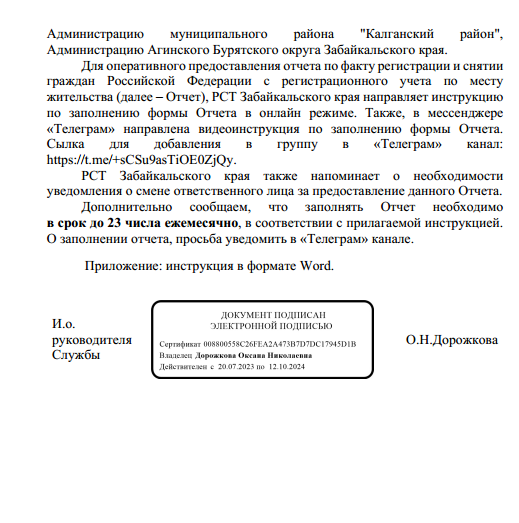 Администрацию муниципального района "Калганский район",
Администрацию Агинского Бурятского округа Забайкальского края.
Для оперативного предоставления отчета по факту регистрации и снятии
граждан Российской Федерации с регистрационного учета по месту
жительства (далее – Отчет), РСТ Забайкальского края направляет инструкцию
по заполнению формы Отчета в онлайн режиме. Также, в мессенджере
«Телеграм» направлена видеоинструкция по заполнению формы Отчета.
Сылка для добавления в группу в «Телеграм» канал:
https://t.me/+sCSu9asTiOE0ZjQy.
РСТ Забайкальского края также напоминает о необходимости
уведомления о смене ответственного лица за предоставление данного Отчета.
Дополнительно сообщаем, что заполнять Отчет необходимо
в срок до 23 числа ежемесячно, в соответствии с прилагаемой инструкцией.
О заполнении отчета, просьба уведомить в «Телеграм» канале.
Приложение: инструкция в формате Word.
И.о.
руководителя
Службы
ДОКУМЕНТ ПОДПИСАН
ЭЛЕКТРОННОЙ ПОДПИСЬЮ
Сертификат 008800558C26FEA2A473B7D7DC17945D1B
Владелец Дорожкова Оксана Николаевна
Действителен с 20.07.2023 по 12.10.2024
О.Н.Дорожкова